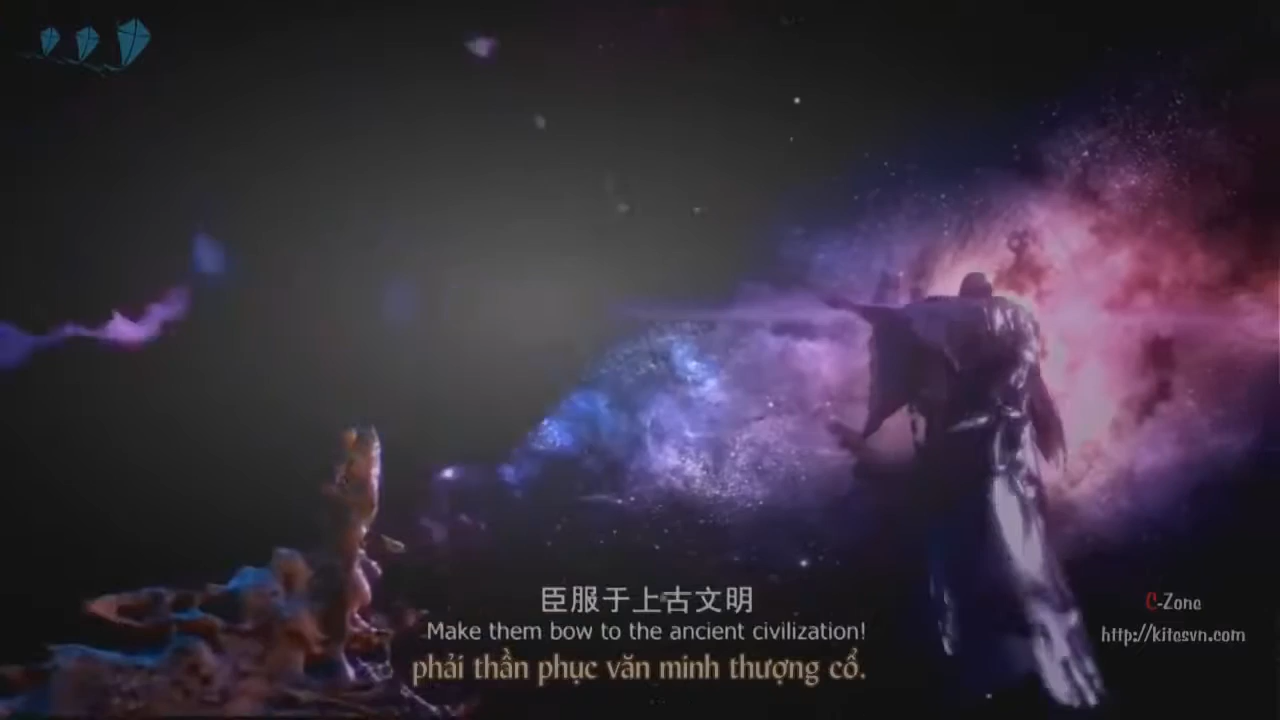 臣服于上古文明
Make them bow to the ancient civilization!
phải thần phục văn minh thượng cổ.
C-Zone
http://kitesvn.com